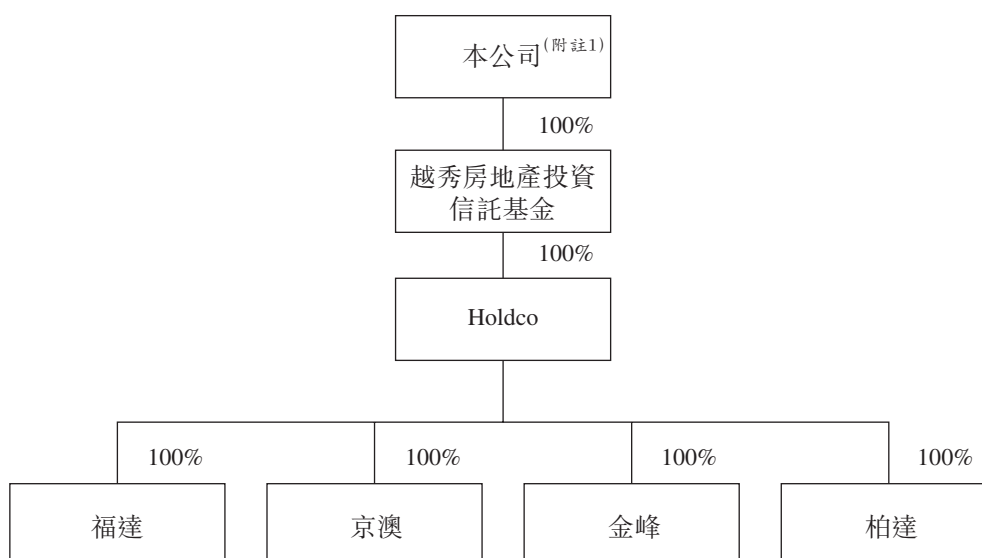 本公司(附註1)
100%
越秀房地產投資
信託基金
100%
Holdco
100% 100% 100% 100%
福達 京澳 金峰 柏達